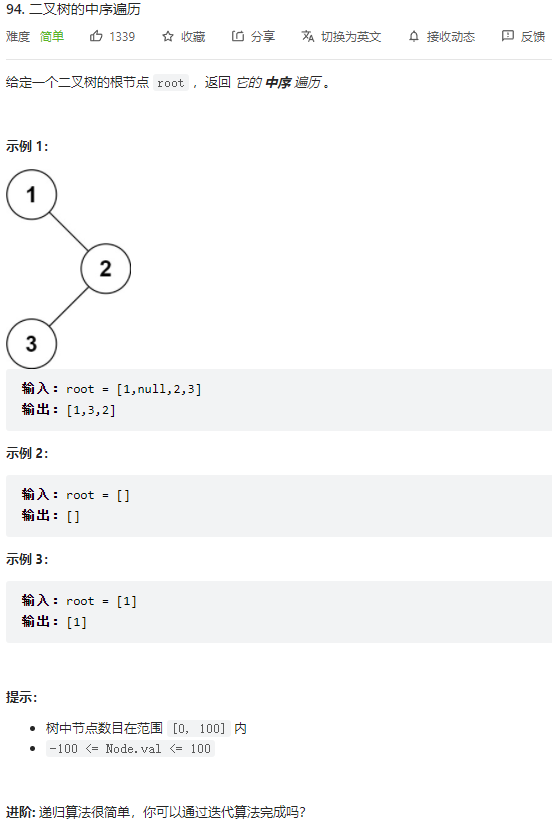 94. 二叉树的中序遍历
难度 简单 1339 收藏 分享 切换为英文 接收动态 反馈
给定一个二叉树的根节点 root ，返回 它的 中序 遍历 。
示例 1：
1
2
3
输入：root = [1,null,2,3]
输出：[1,3,2]
示例 2：
输入：root = []
输出：[]
示例 3：
输入：root = [1]
输出：[1]
提示：
树中节点数目在范围 [0, 100] 内
-100 <= Node.val <= 100
进阶: 递归算法很简单，你可以通过迭代算法完成吗？